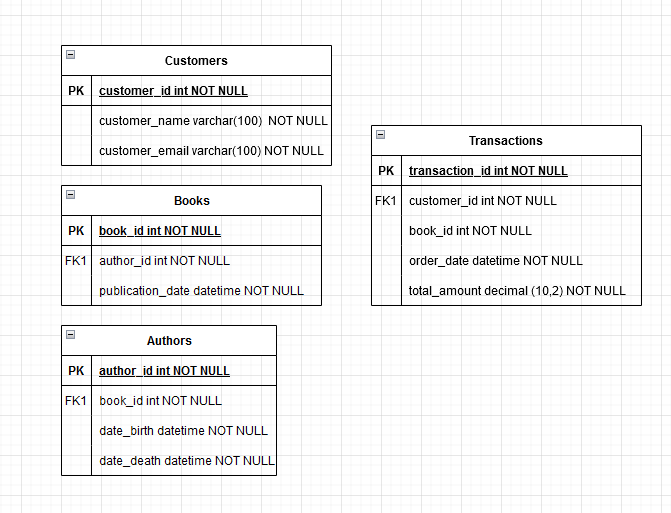 Customers
PK customer_id int NOT NULL
customer_name varchar(100) NOT NULL
customer_email varchar(100) NOT NULL
Books
PK book_id int NOT NULL
FK1 author_id int NOT NULL
publication_date datetime NOT NULL
Authors
PK author_id int NOT NULL
FK1 book_id int NOT NULL
date_birth datetime NOT NULL
date_death datetime NOT NULL
Transactions
PK transaction_id int NOT NULL
FK1 customer_id int NOT NULL
book_id int NOT NULL
order_date datetime NOT NULL
total_amount decimal (10,2) NOT NULL